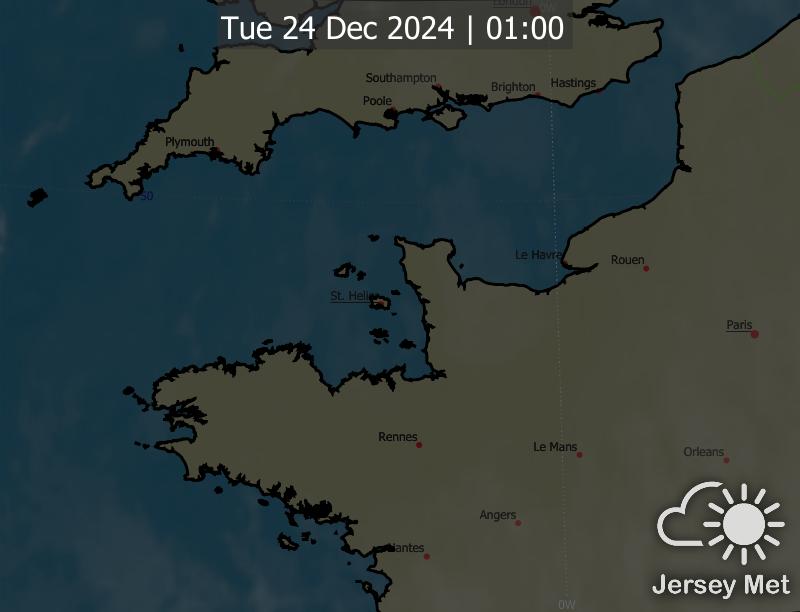 London
0W
Tue 24 Dec 2024 | 01:00
Southampton
Brighton
Hastings
Poole
Plymouth
50
Le Havre
Rouen
St. Helier
Paris
Rennes
Le Mans
Orleans
Angers
Nantes
Jersey Met
0W